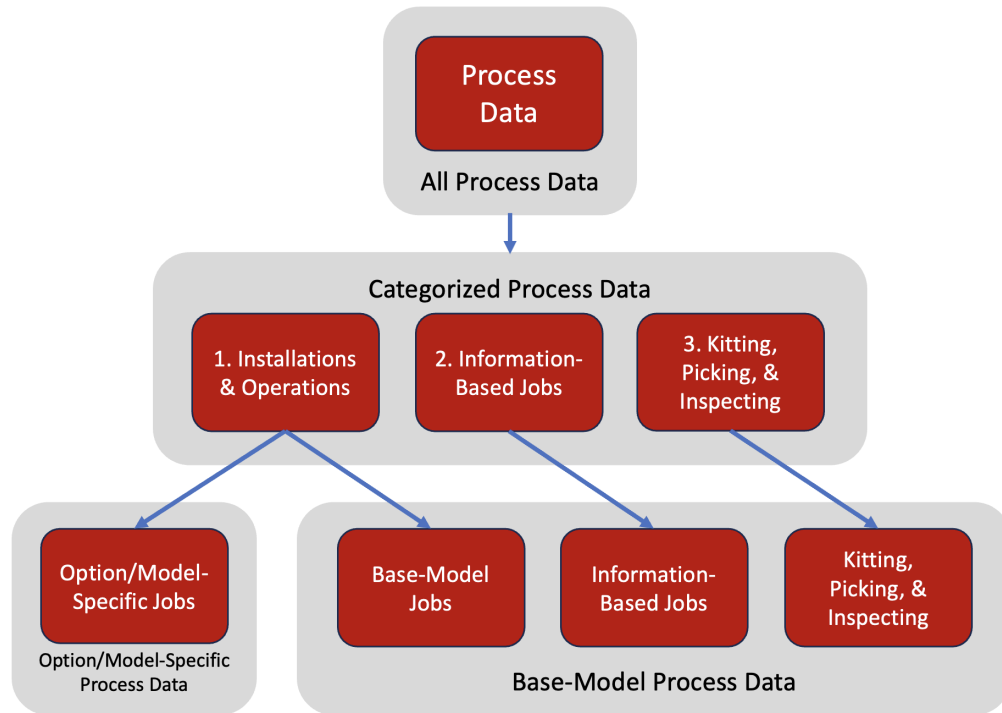 Process
Data
All Process Data
Categorized Process Data
1. Installations
& Operations
2. Information-
Based Jobs
3. Kitting,
Picking, &
Inspecting
Option/Model-
Specific Jobs
Option/Model-Specific
Process Data
Base-Model
Jobs
Information-
Based Jobs
Kitting,
Picking, &
Inspecting
Base-Model Process Data